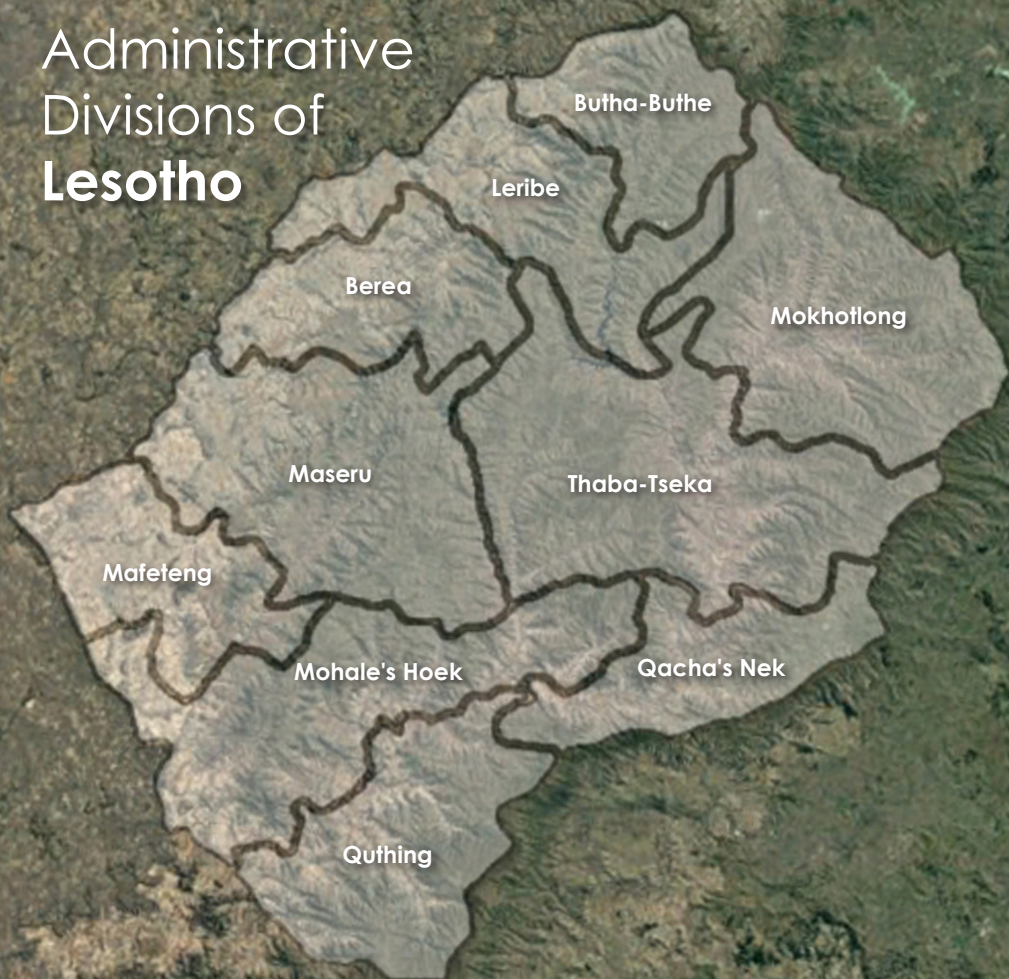 Administrative
Divisions of
Lesotho
Butha-Buthe
Leribe
Berea
Mokhotlong
Maseru
Thaba-Tseka
Mafeteng
Mohale's Hoek
Qacha's Nek
Quthing